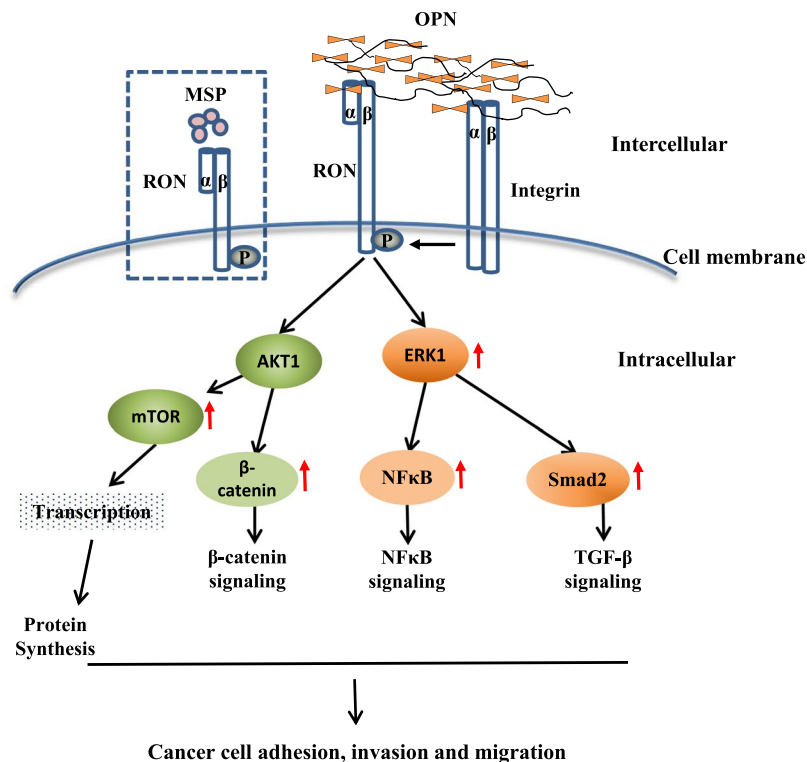 OPN
MSP
α β
RON
P
α β
RON
P
α β
Integrin
Intercellular
Cell membrane
Intracellular
AKT1
ERK1
mTOR
β-
catenin
NFκB
Smad2
Transcription
β-catenin
signaling
NFκB
signaling
TGF-β
signaling
Protein
Synthesis
Cancer cell adhesion, invasion and migration